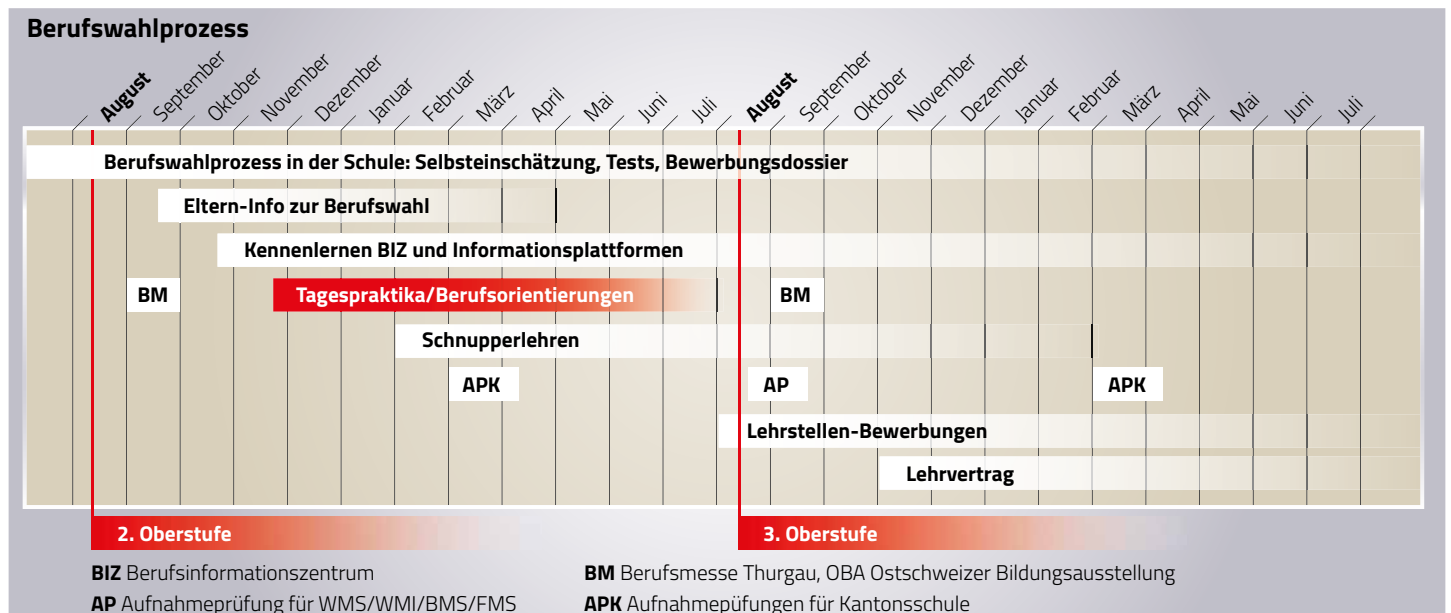 Berufswahlprozess
August
September
Oktober
November
Dezember
Januar
Februar
März
April
Mai
Juni
Juli
August
September
Oktober
November
Dezember
Januar
Februar
März
April
Mai
Juni
Juli
Berufswahlprozess in der Schule: Selbsteinschätzung, Tests, Bewerbungsdossier
Eltern-Info zur Berufswahl
Kennenlernen BIZ und Informationsplattformen
BM
Tagespraktika/Berufsorientierungen
BM
Schnupperlehren
APK
AP
APK
Lehrstellen-Bewerbungen
Lehrvertrag
2. Oberstufe
3. Oberstufe
BIZ Berufsinformationszentrum
BM Berufsmesse Thurgau, OBA Ostschweizer Bildungsausstellung
AP Aufnahmeprüfung für WMS/WMI/BMS/FMS
APK Aufnahmepüfungen für Kantonsschule